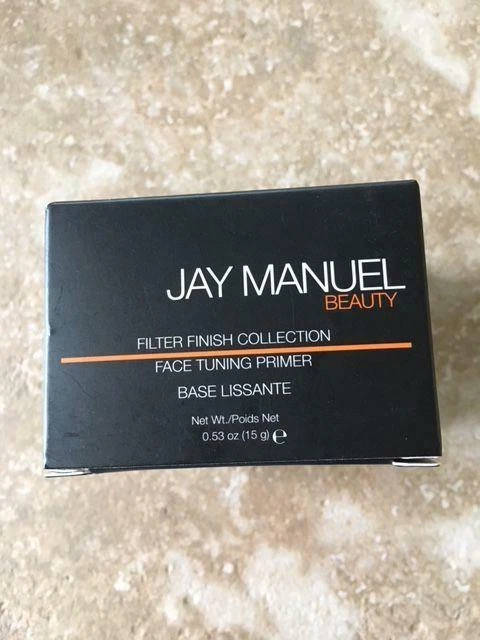 JAY MANUEL
BEAUTY
FILTER FINISH COLLECTION
FACE TUNING PRIMER
BASE LISSANTE
Net Wt./Poids Net
0.53 oz (15 g) ℮